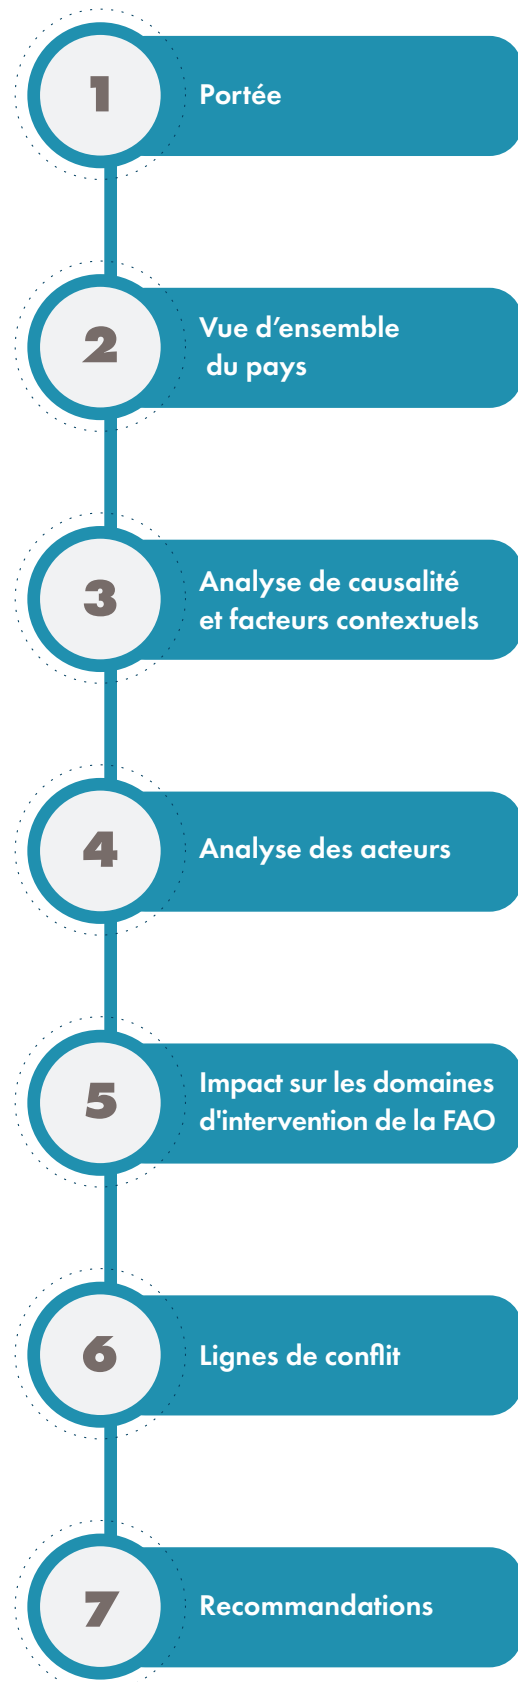 1
Portée
2
Vue d’ensemble
du pays
3
Analyse de causalité
et facteurs contextuels
4
Analyse des acteurs
5
Impact sur les domaines
d'intervention de la FAO
6
Lignes de conflit
7
Recommandations